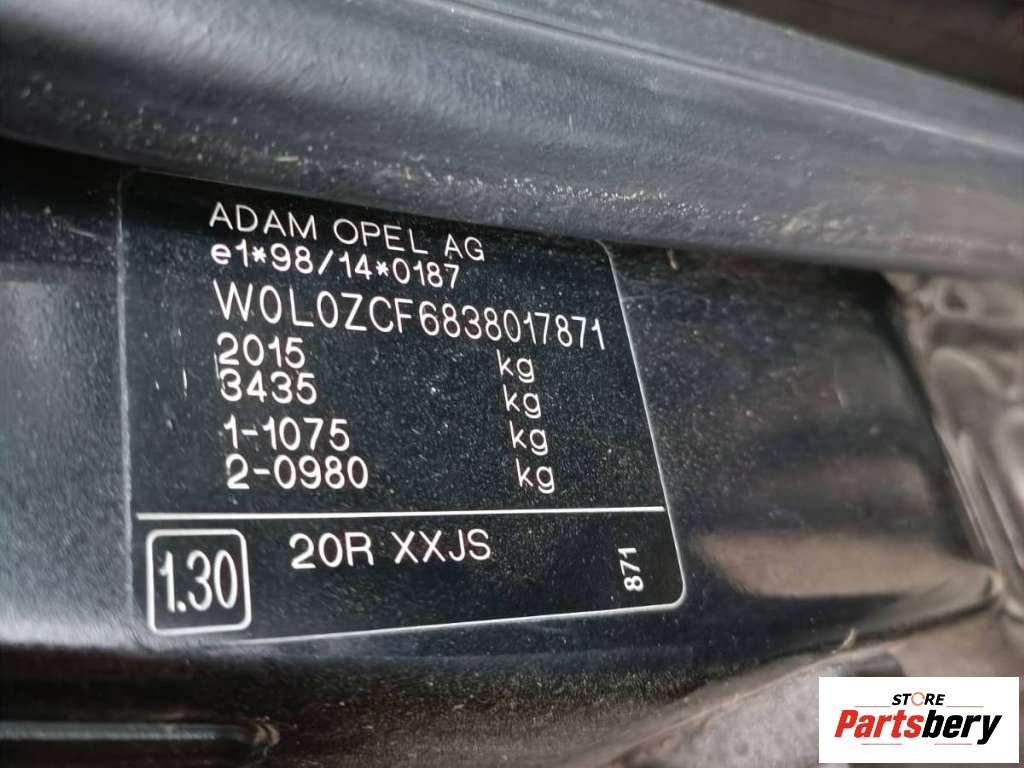 ADAM OPEL AG
e1*98/14*0187
W0L0ZCF6838017871
2015 kg
3435 kg
1-1075 kg
2-0980 kg
1.30
20R XXJS
871
STORE
Partsbery